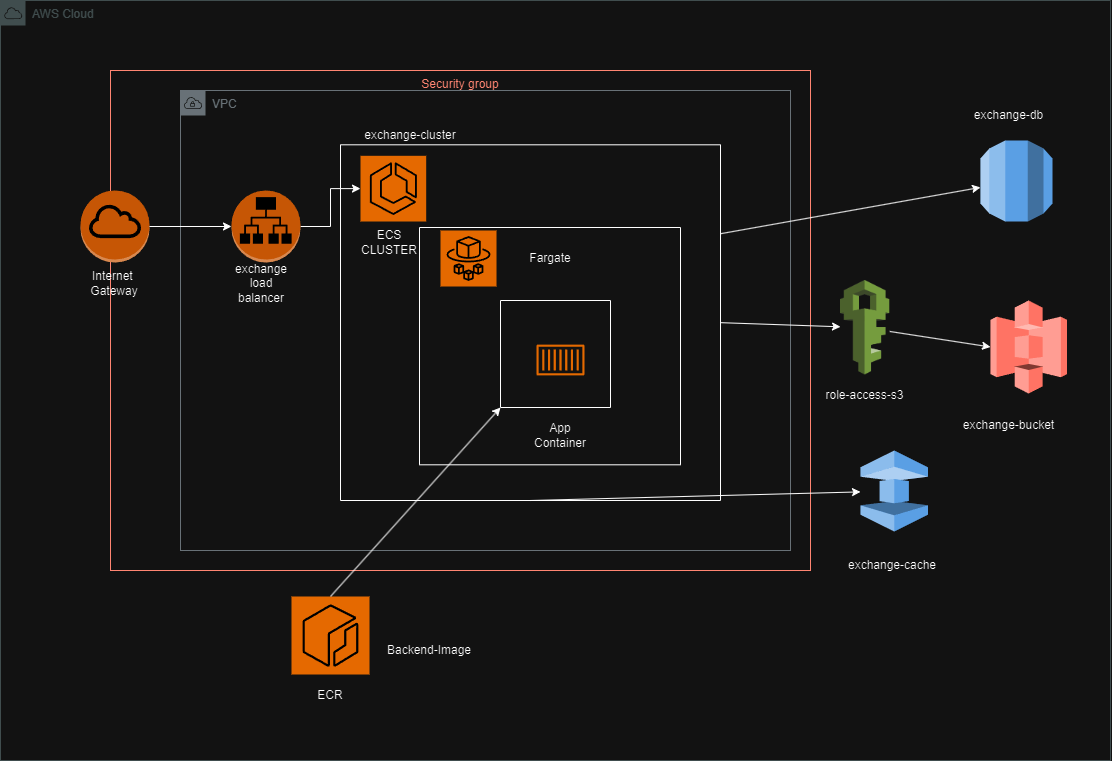 AWS Cloud
Security group
VPC
exchange-db
exchange-cluster
ECS
CLUSTER
Fargate
Internet
Gateway
exchange
load
balancer
role-access-s3
exchange-bucket
App
Container
exchange-cache
Backend-Image
ECR